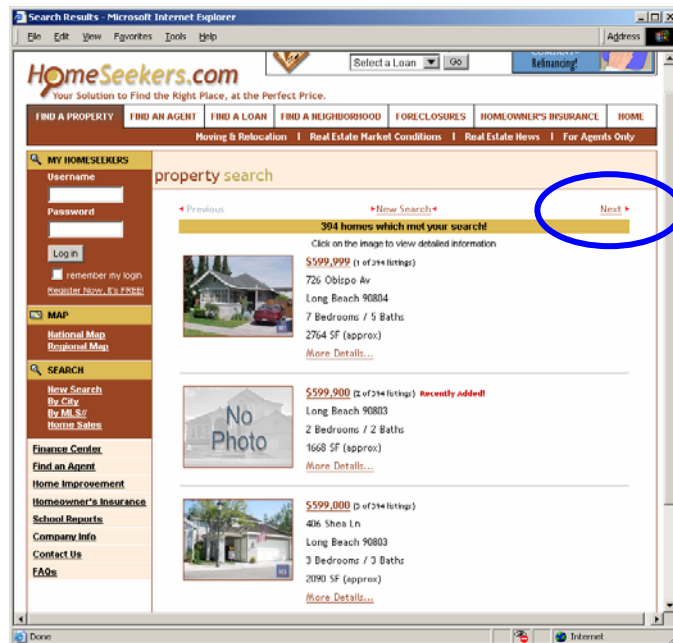 Search Results - Microsoft Internet Explorer
File Edit View Favorites Tools Help Address
Select a Loan Go
Refinancing!
HomeSeekers.com
Your Solution to Find the Right Place, at the Perfect Price.
FIND A PROPERTY FIND AN AGENT FIND A LOAN FIND A NEIGHBORHOOD FORECLOSURES HOMEOWNER'S INSURANCE HOME
Moving & Relocation | Real Estate Market Conditions | Real Estate News | For Agents Only
MY HOMESEEKERS
Username
Password
Log in
remember my login
Register Now. It's FREE!
MAP
National Map
Regional Map
SEARCH
New Search
By City
By MLS#
Home Sales
Finance Center
Find an Agent
Home Improvement
Homeowner's Insurance
School Reports
Company Info
Contact Us
FAQs
property search
Previous New Search Next
394 homes which met your search!
Click on the image to view detailed information
$599,999 (1 of 394 listings)
726 Obispo Av
Long Beach 90804
7 Bedrooms / 5 Baths
2764 SF (approx)
More Details...
No
Photo
$599,900 (2 of 394 listings) Recently Added!
Long Beach 90803
2 Bedrooms / 2 Baths
1668 SF (approx)
More Details...
$599,000 (3 of 394 listings)
406 Shea Ln
Long Beach 90803
3 Bedrooms / 3 Baths
2090 SF (approx)
More Details...
Done Internet